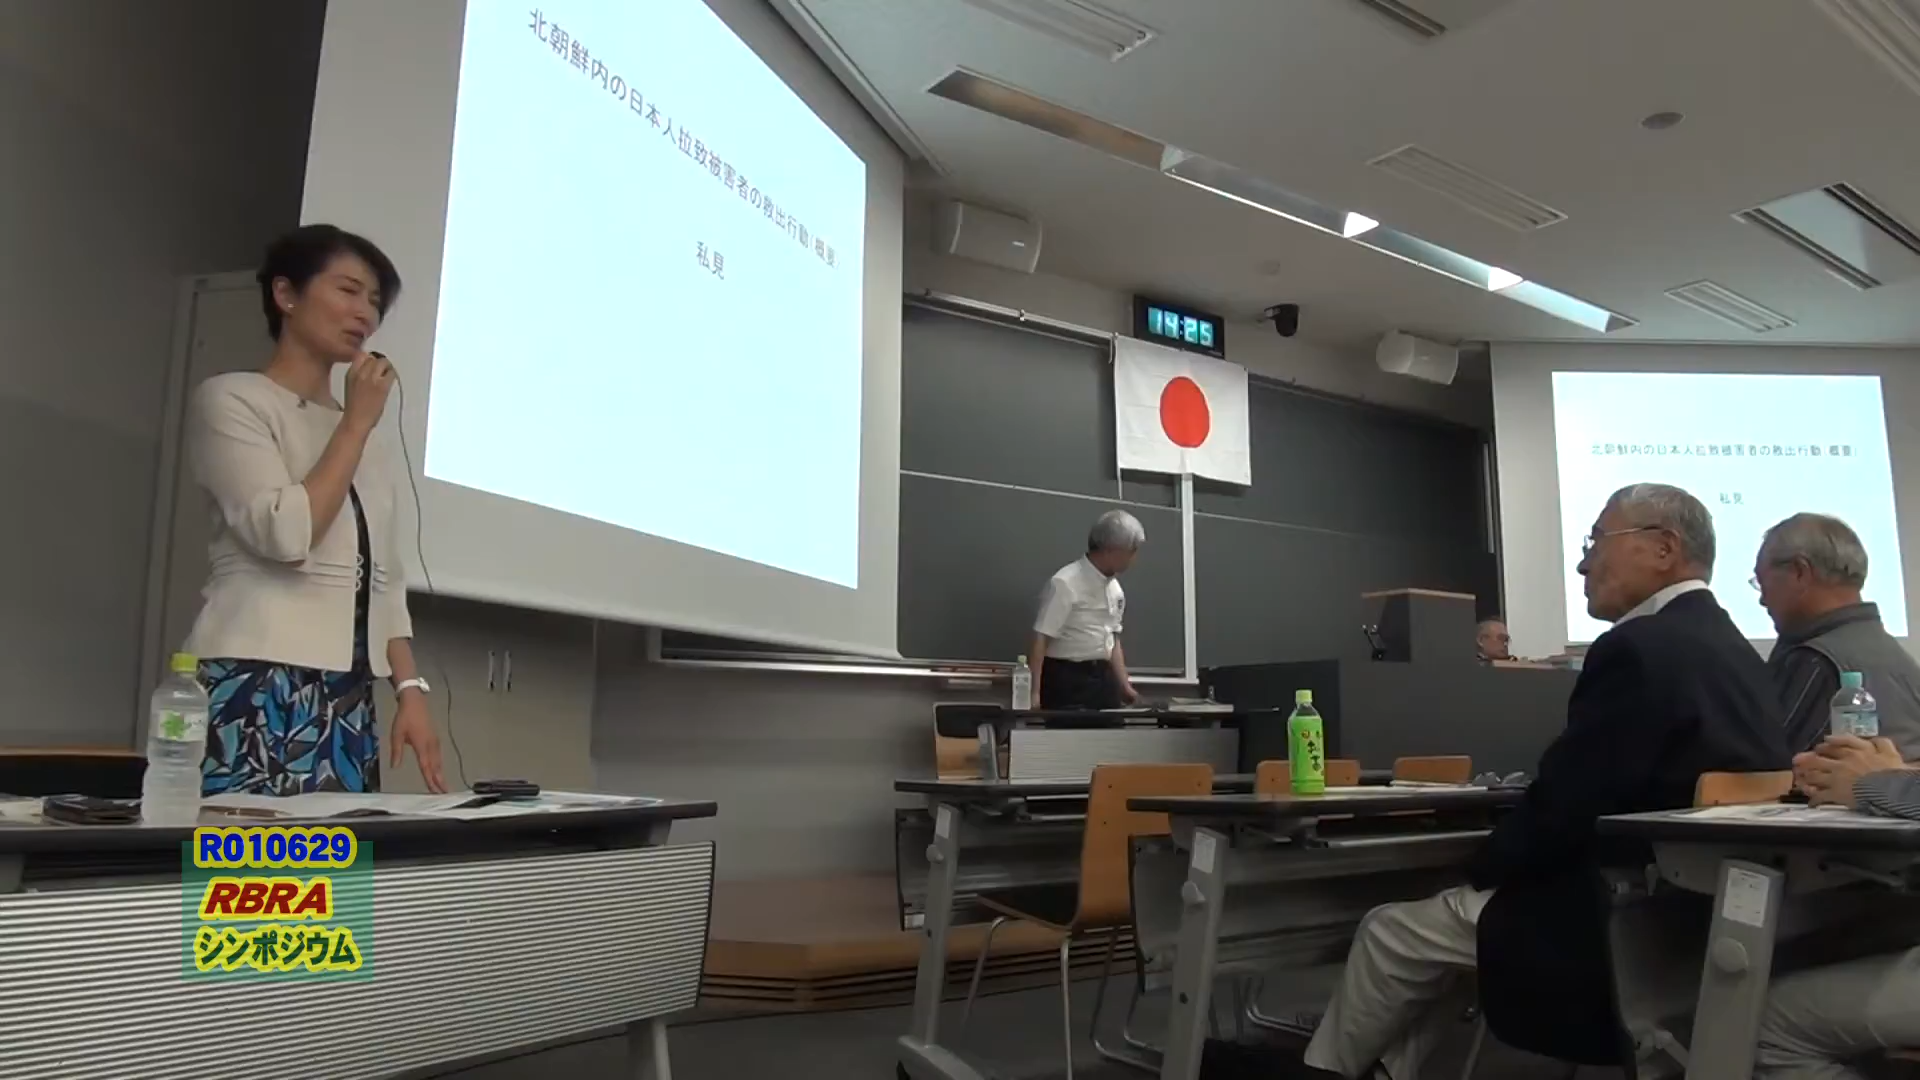 北朝鮮内の日本人拉致被害者の救出行動(概要)
私見
14:25
北朝鮮内の日本人拉致被害者の救出行動(概要)
私見
R010629
RBRA
シンポジウム